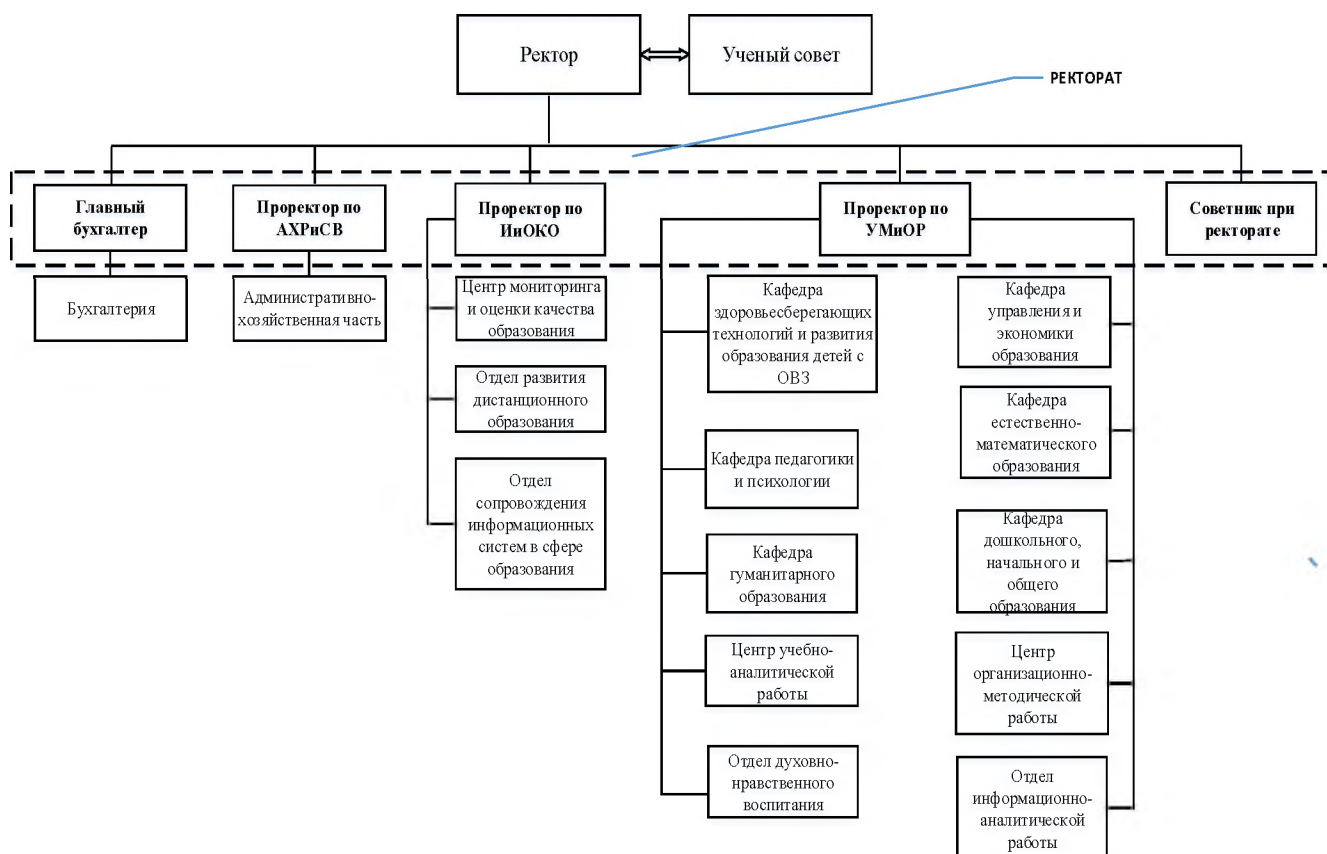 Ректор
Ученый совет
РЕКТОРАТ
Главный
бухгалтер
Проректор по
АХРиСВ
Проректор по
ИиОКО
Проректор по
УМиОР
Советник при
ректорате
Бухгалтерия
Административно-
хозяйственная часть
Центр мониторинга
и оценки качества
образования
Отдел развития
дистанционного
образования
Отдел
сопровождения
информационных
систем в сфере
образования
Кафедра
здоровьесберегающих
технологий и развития
образования детей с
ОВЗ
Кафедра педагогики
и психологии
Кафедра
гуманитарного
образования
Центр учебно-
аналитической
работы
Отдел духовно-
нравственного
воспитания
Кафедра
управления и
экономики
образования
Кафедра
естественно-
математического
образования
Кафедра
дошкольного,
начального и
общего
образования
Центр
организационно-
методической
работы
Отдел
информационно-
аналитической
работы